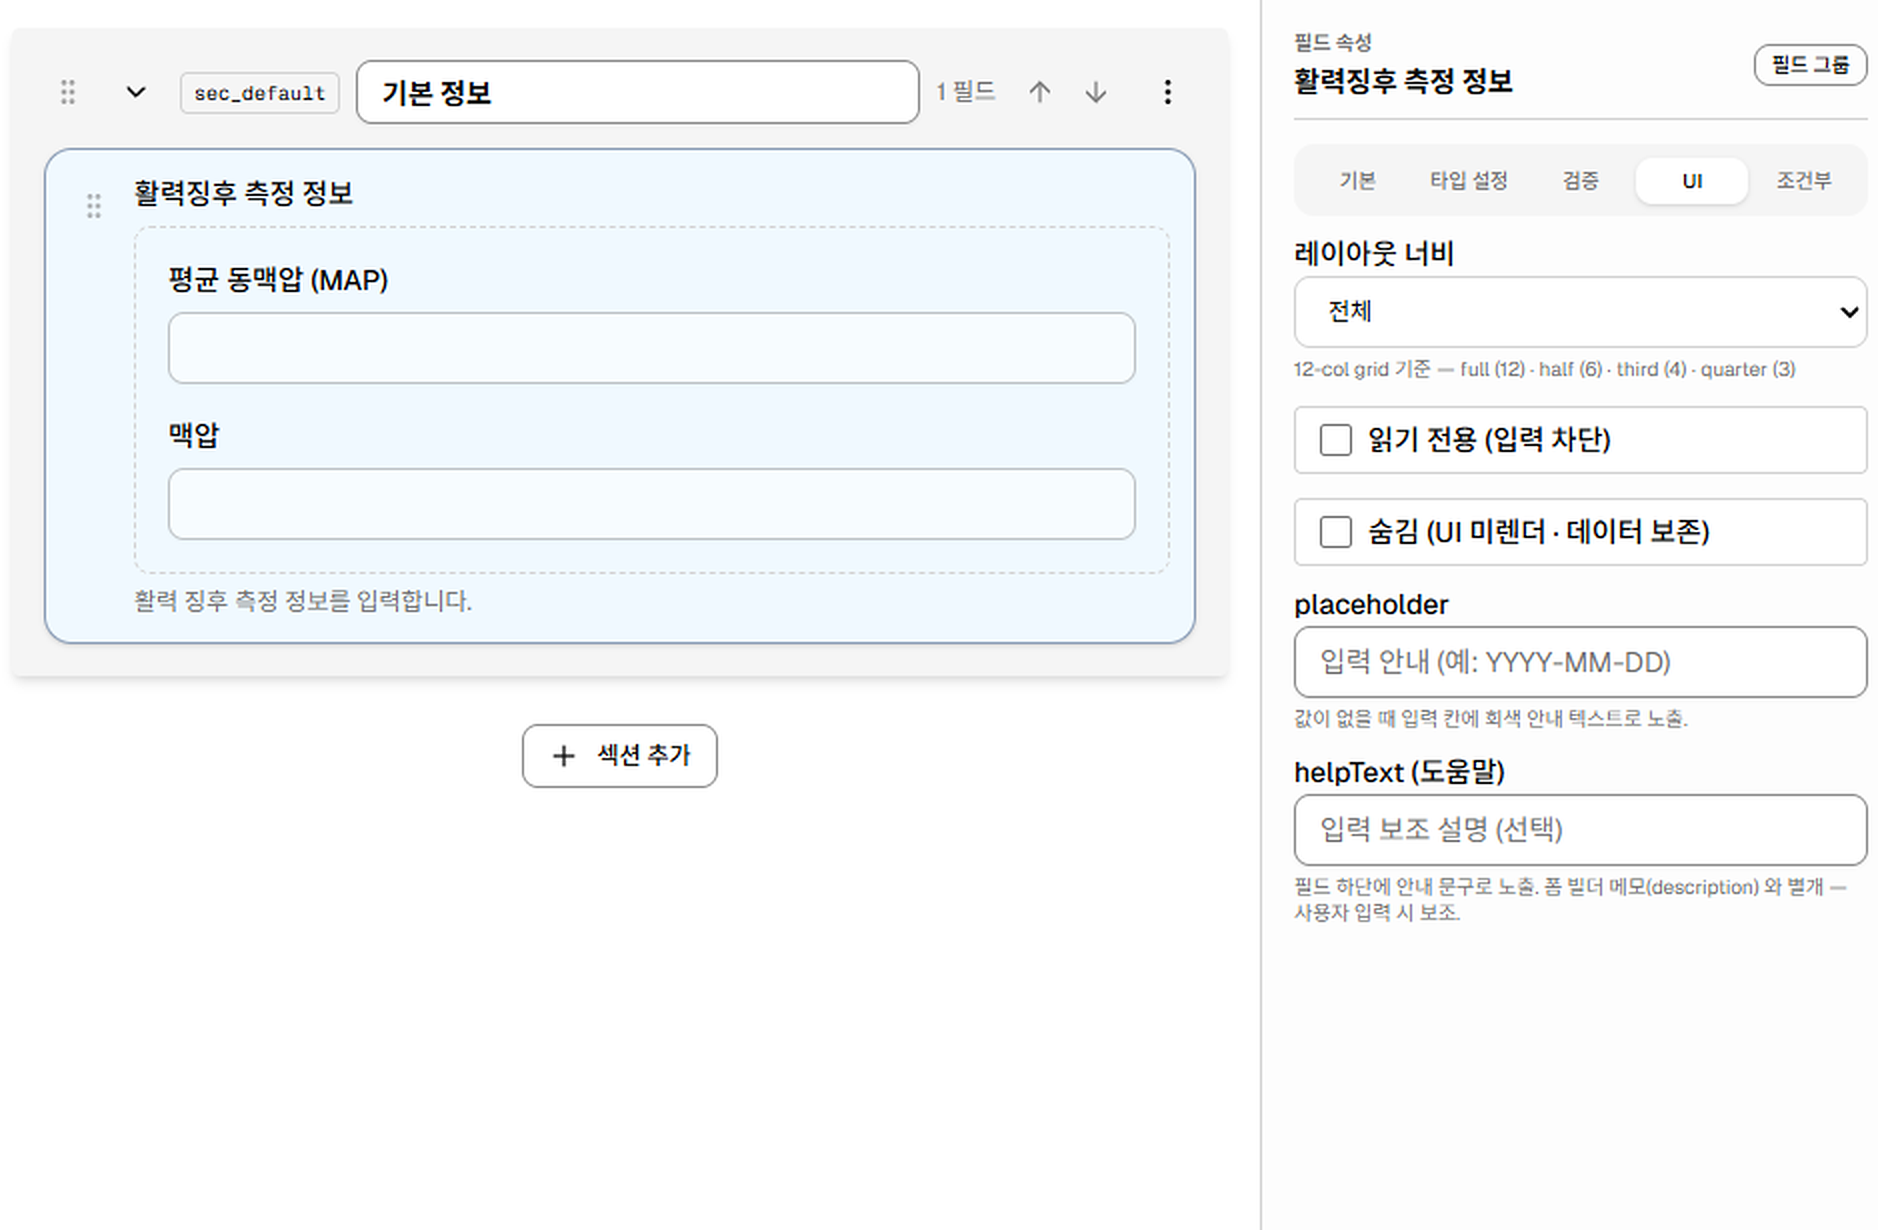 sec_default
기본 정보
1 필드
활력징후 측정 정보
평균 동맥압 (MAP)
맥압
활력 징후 측정 정보를 입력합니다.
섹션 추가
필드 속성
활력징후 측정 정보
필드 그룹
기본 타입 설정 검증 UI 조건부
레이아웃 너비
전체
12-col grid 기준 — full (12) · half (6) · third (4) · quarter (3)
읽기 전용 (입력 차단)
숨김 (UI 미렌더 · 데이터 보존)
placeholder
입력 안내 (예: YYYY-MM-DD)
값이 없을 때 입력 칸에 회색 안내 텍스트로 노출.
helpText (도움말)
입력 보조 설명 (선택)
필드 하단에 안내 문구로 노출. 폼 빌더 메모(description) 와 별개 —
사용자 입력 시 보조.